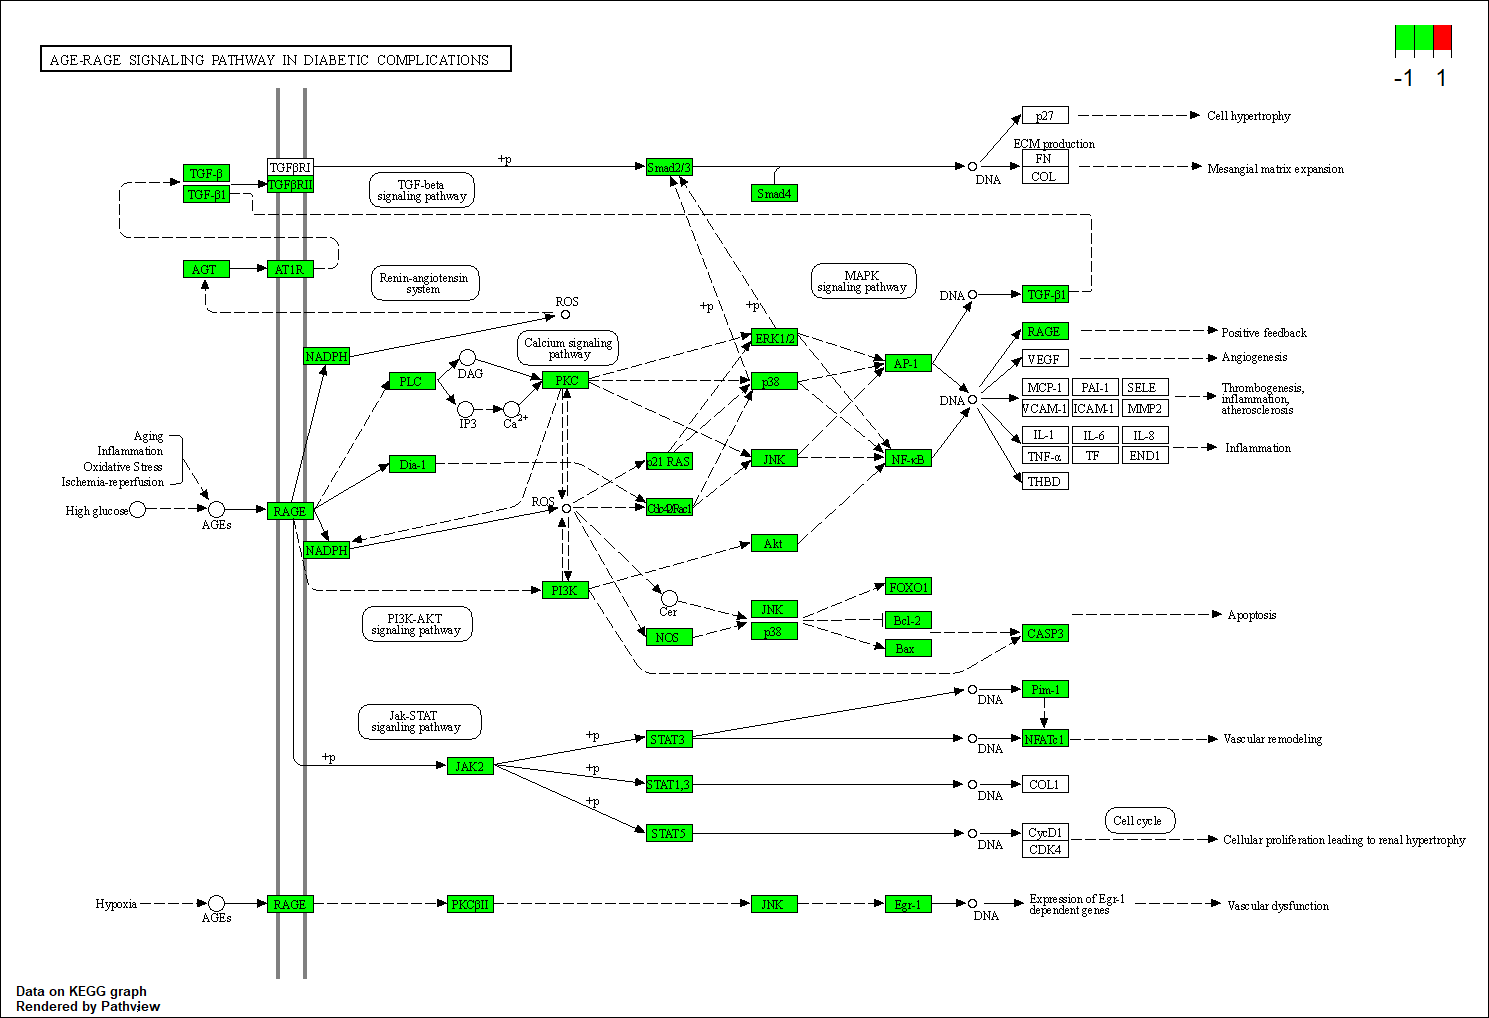 AGE-RAGE SIGNALING PATHWAY IN DIABETIC COMPLICATIONS
-1 1
p27
Cell hypertrophy
ECM production
FN
COL
Mesangial matrix expansion
TGF-β
TGF-β1
TGFβRI
TGFβRII
+p
TGF-beta
signaling pathway
Smad2/3
Smad4
DNA
AGT
AT1R
Renin-angiotensin
system
MAPK
signaling pathway
+p
+p
ROS
DNA
TGF-β1
NADPH
Calcium signaling
pathway
ERK1/2
RAGE
Positive feedback
AP-1
VEGF
Angiogenesis
PLC
DAG
PKC
p38
IP3
Ca2+
DNA
MCP-1
PAI-1
SELE
VCAM-1
ICAM-1
MMP2
Thrombogenesis,
inflammation,
atherosclerosis
Aging
Inflammation
Oxidative Stress
Ischemia-reperfusion
Dia-1
p21 RAS
JNK
NF-κB
IL-1
IL-6
IL-8
TNF-α
TF
END1
Inflammation
THBD
High glucose
AGEs
RAGE
ROS
NADPH
Akt
PI3K
Cer
PI3K-AKT
signaling pathway
NOS
JNK
p38
FOXO1
Bcl-2
Bax
CASP3
Apoptosis
Jak-STAT
siganling pathway
+p
JAK2
+p
+p
+p
STAT3
STAT1,3
STAT5
DNA
Pim-1
DNA
NFATc1
Vascular remodeling
DNA
COL1
DNA
CycD1
CDK4
Cell cycle
Cellular proliferation leading to renal hypertrophy
Hypoxia
AGEs
RAGE
PKCβII
JNK
Egr-1
DNA
Expression of Egr-1
dependent genes
Vascular dysfunction
Data on KEGG graph
Rendered by Pathview